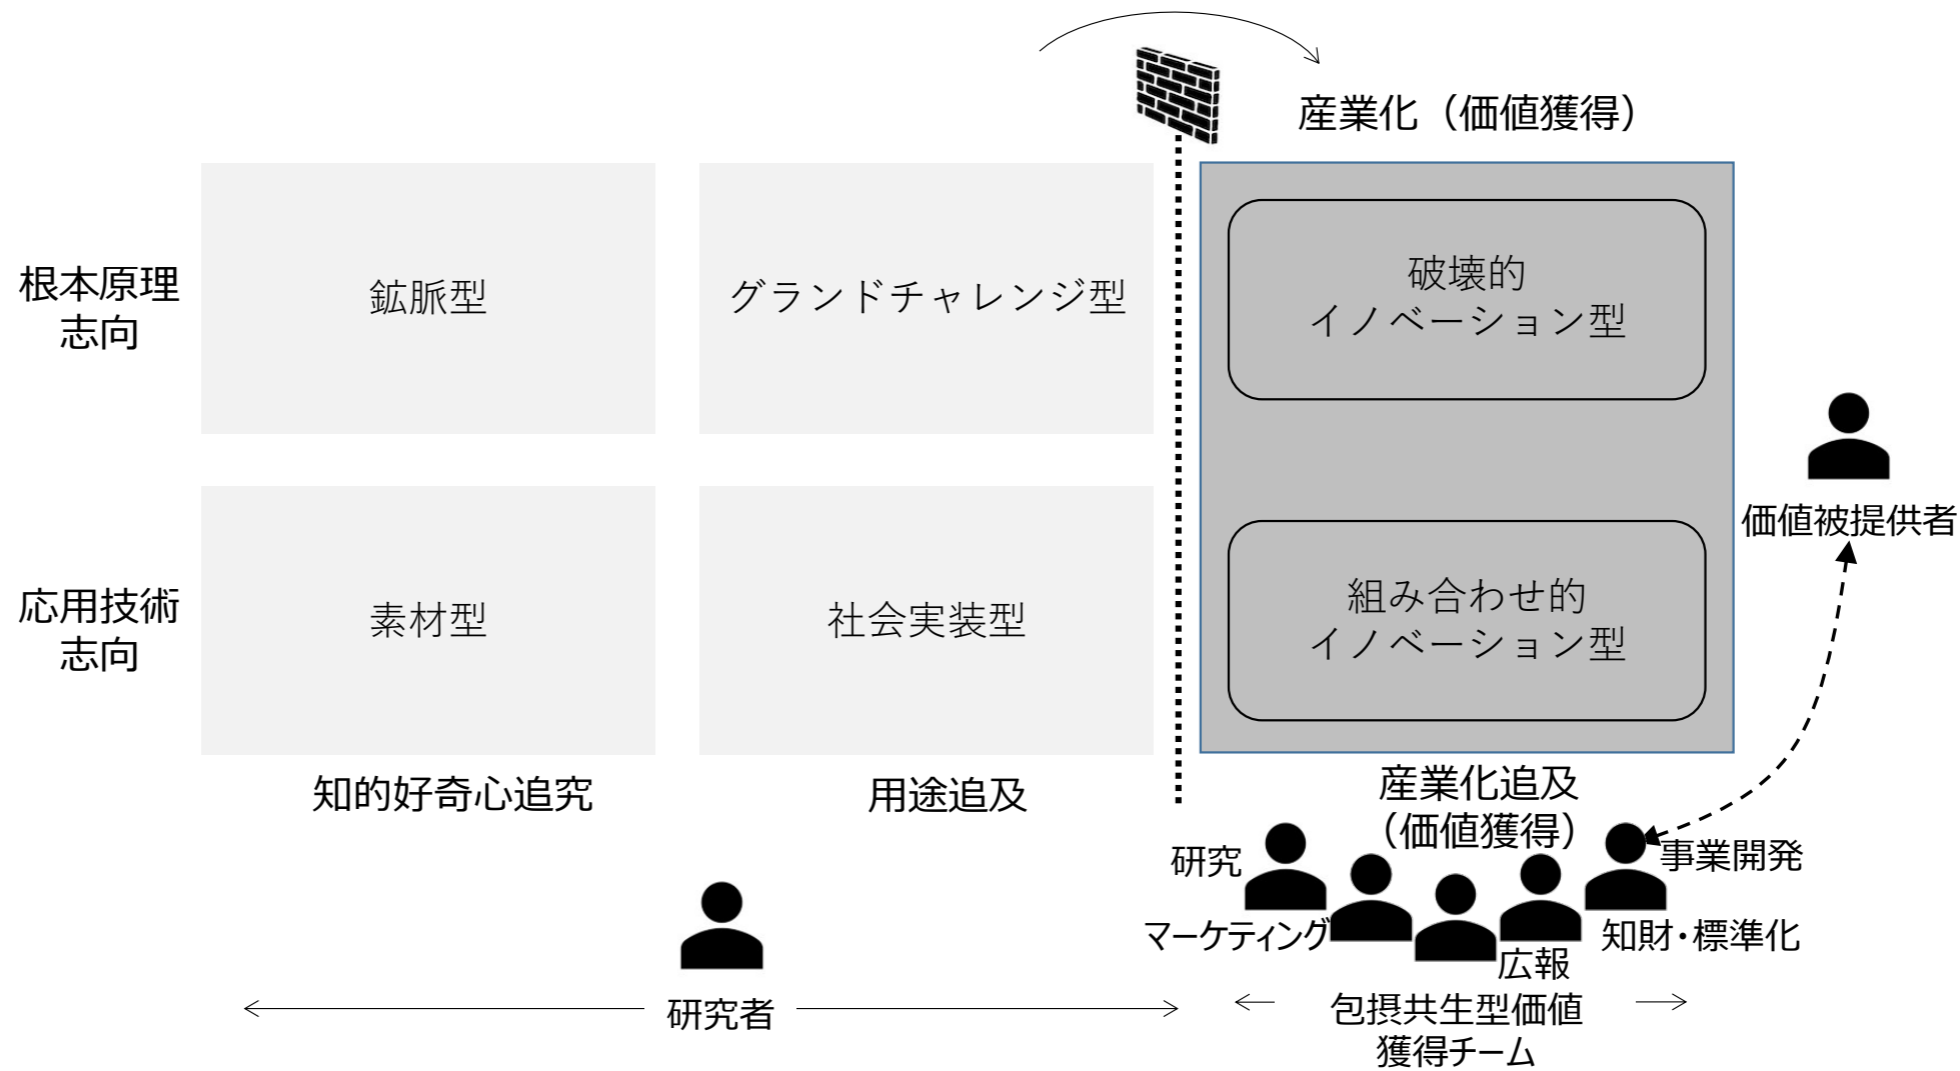 産業化（価値獲得）
根本原理
志向
鉱脈型
グランドチャレンジ型
破壊的
イノベーション型
価値被提供者
応用技術
志向
素材型
社会実装型
組み合わせ的
イノベーション型
知的好奇心追究
用途追及
産業化追及
（価値獲得）
研究
事業開発
マーケティング
知財・標準化
広報
研究者
包摂共生型価値
獲得チーム